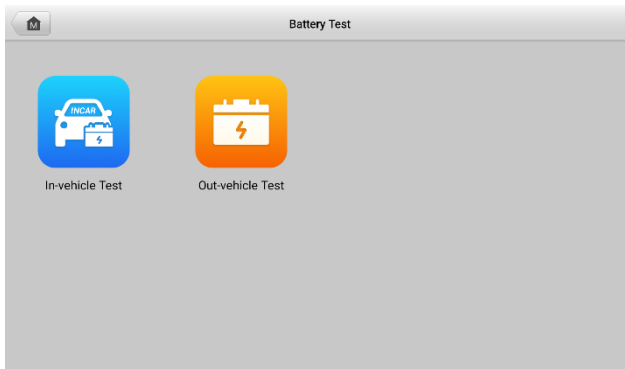 M
Battery Test
INCAR
In-vehicle Test
Out-vehicle Test